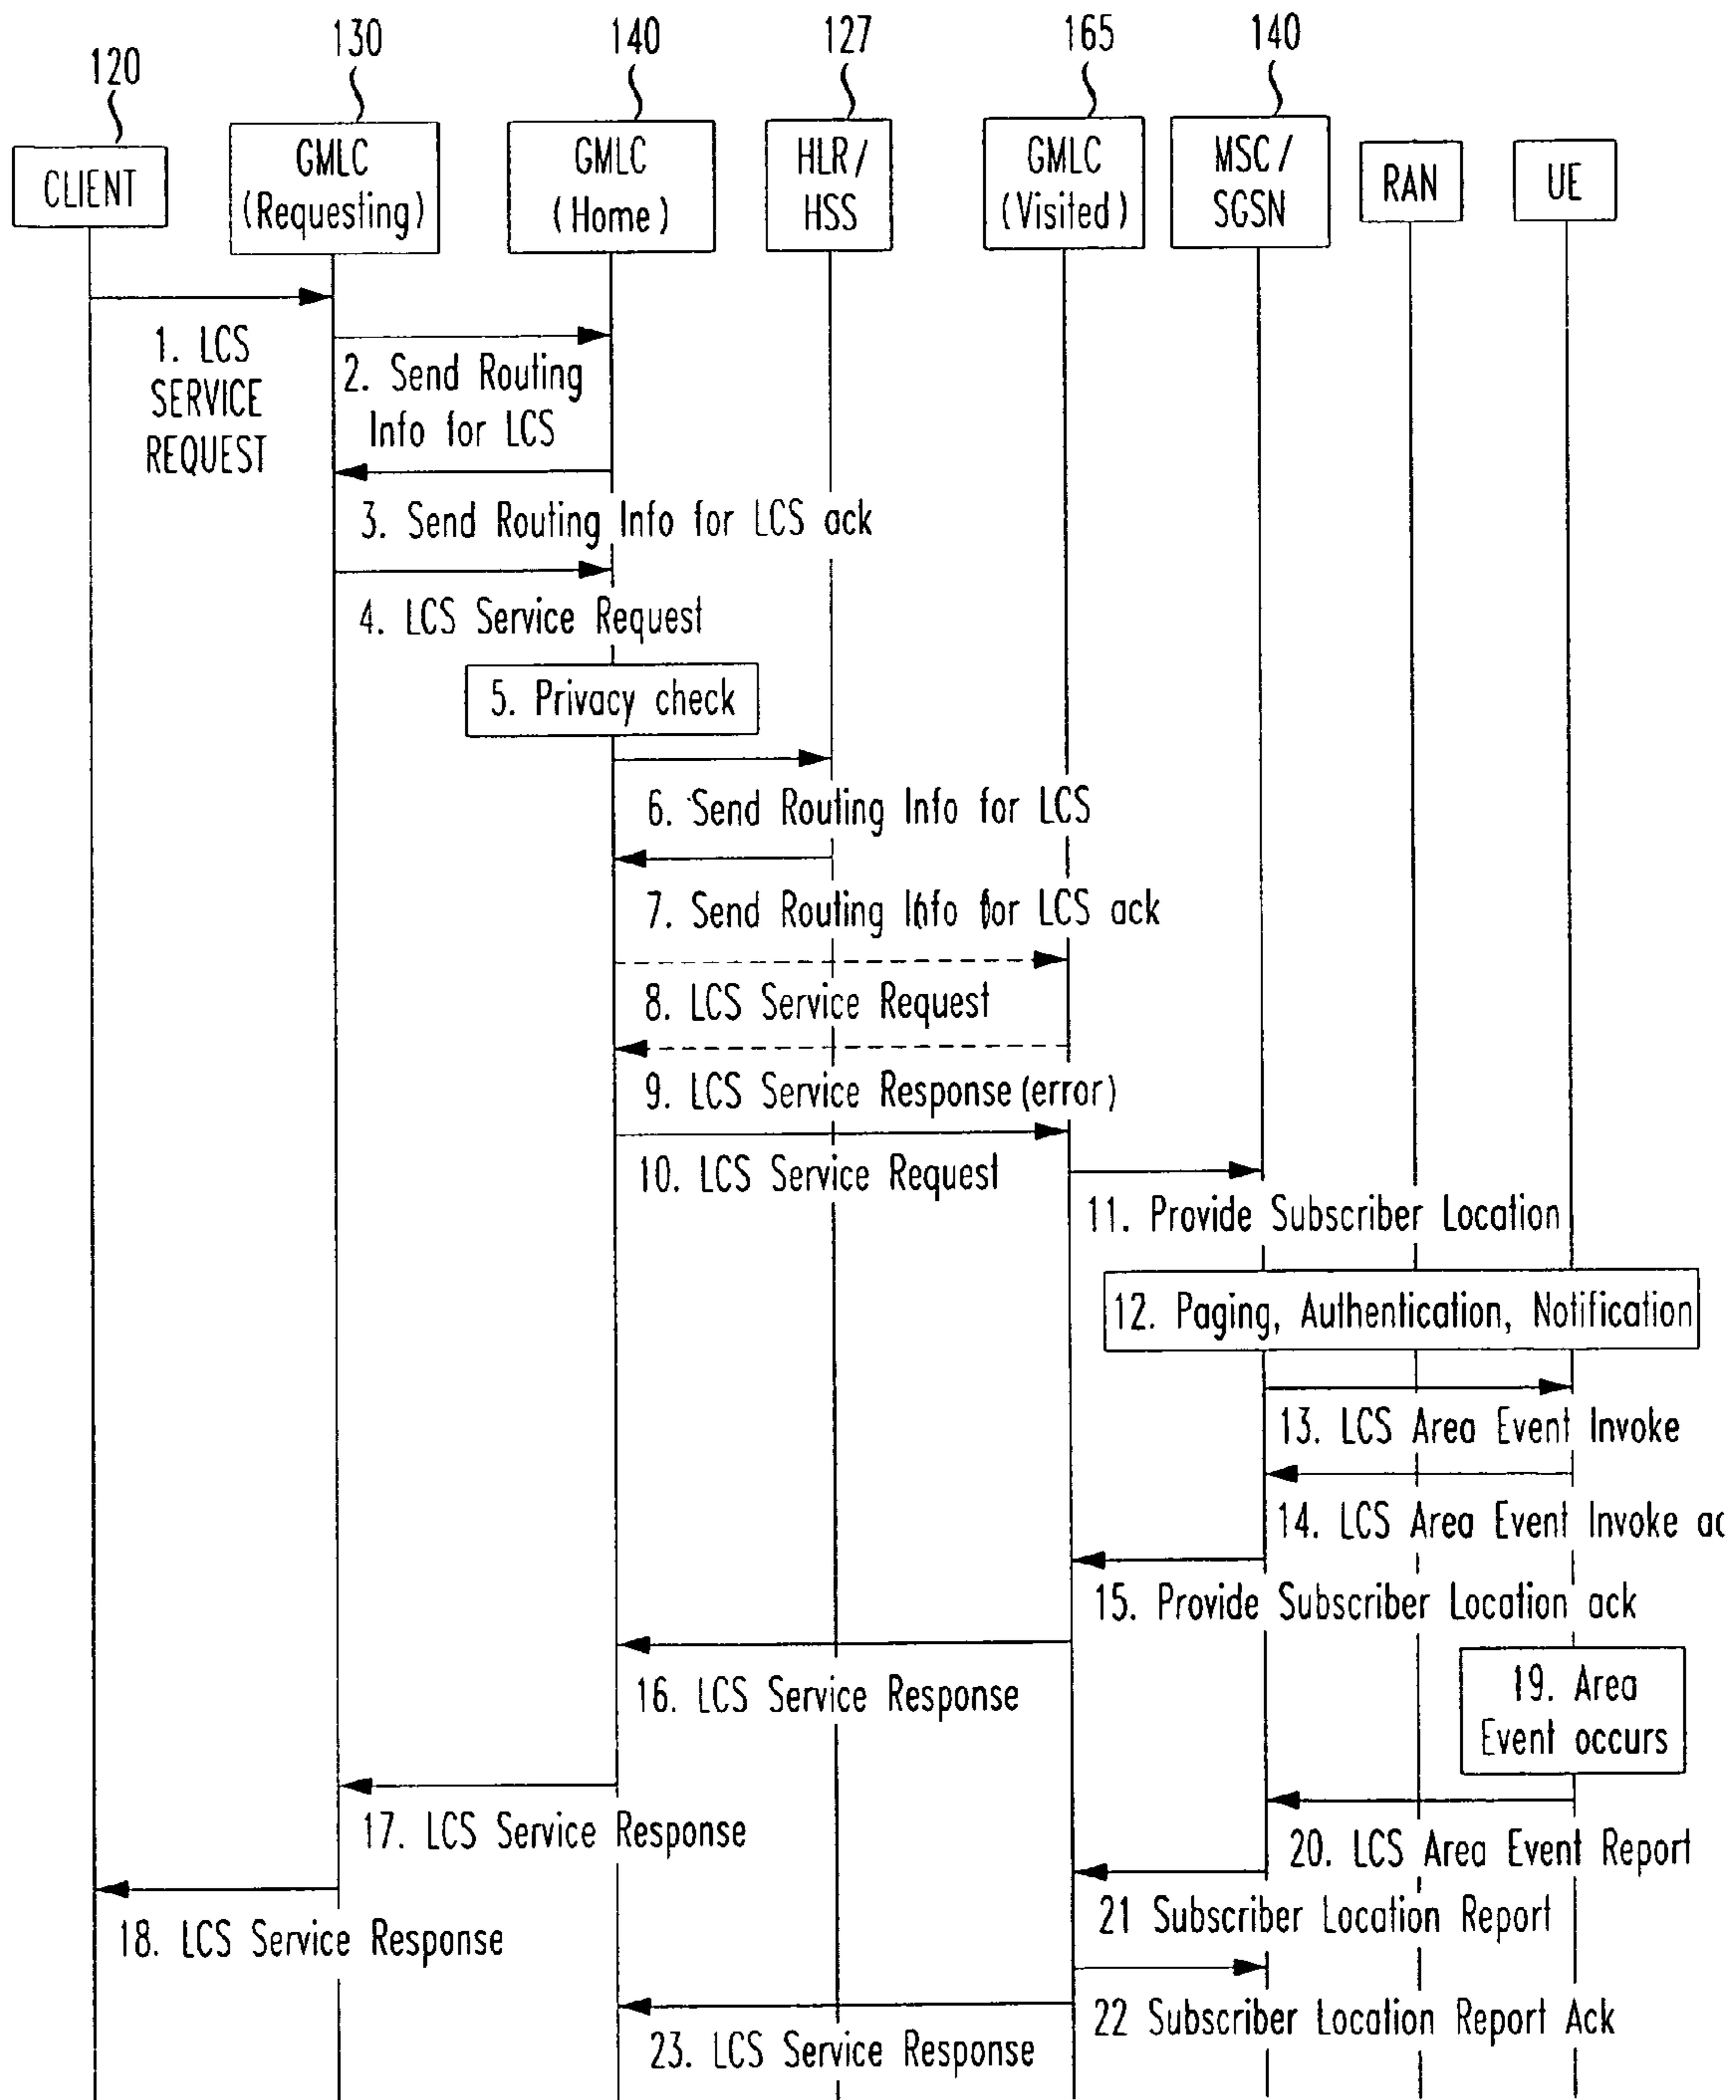 120
130
140
127
165
140
CLIENT
GMLC
(Requesting)
GMLC
(Home)
HLR/
HSS
GMLC
(Visited)
MSC/
SGSN
RAN
UE
1. LCS
SERVICE
REQUEST
2. Send Routing
Info for LCS
3. Send Routing Info for LCS ack
4. LCS Service Request
5. Privacy check
6. Send Routing Info for LCS
7. Send Routing Info for LCS ack
8. LCS Service Request
9. LCS Service Response (error)
10. LCS Service Request
11. Provide Subscriber Location
12. Paging, Authentication, Notification
13. LCS Area Event Invoke
14. LCS Area Event Invoke ac
15. Provide Subscriber Location ack
16. LCS Service Response
19. Area
Event occurs
17. LCS Service Response
20. LCS Area Event Report
21 Subscriber Location Report
18. LCS Service Response
22 Subscriber Location Report Ack
23. LCS Service Response